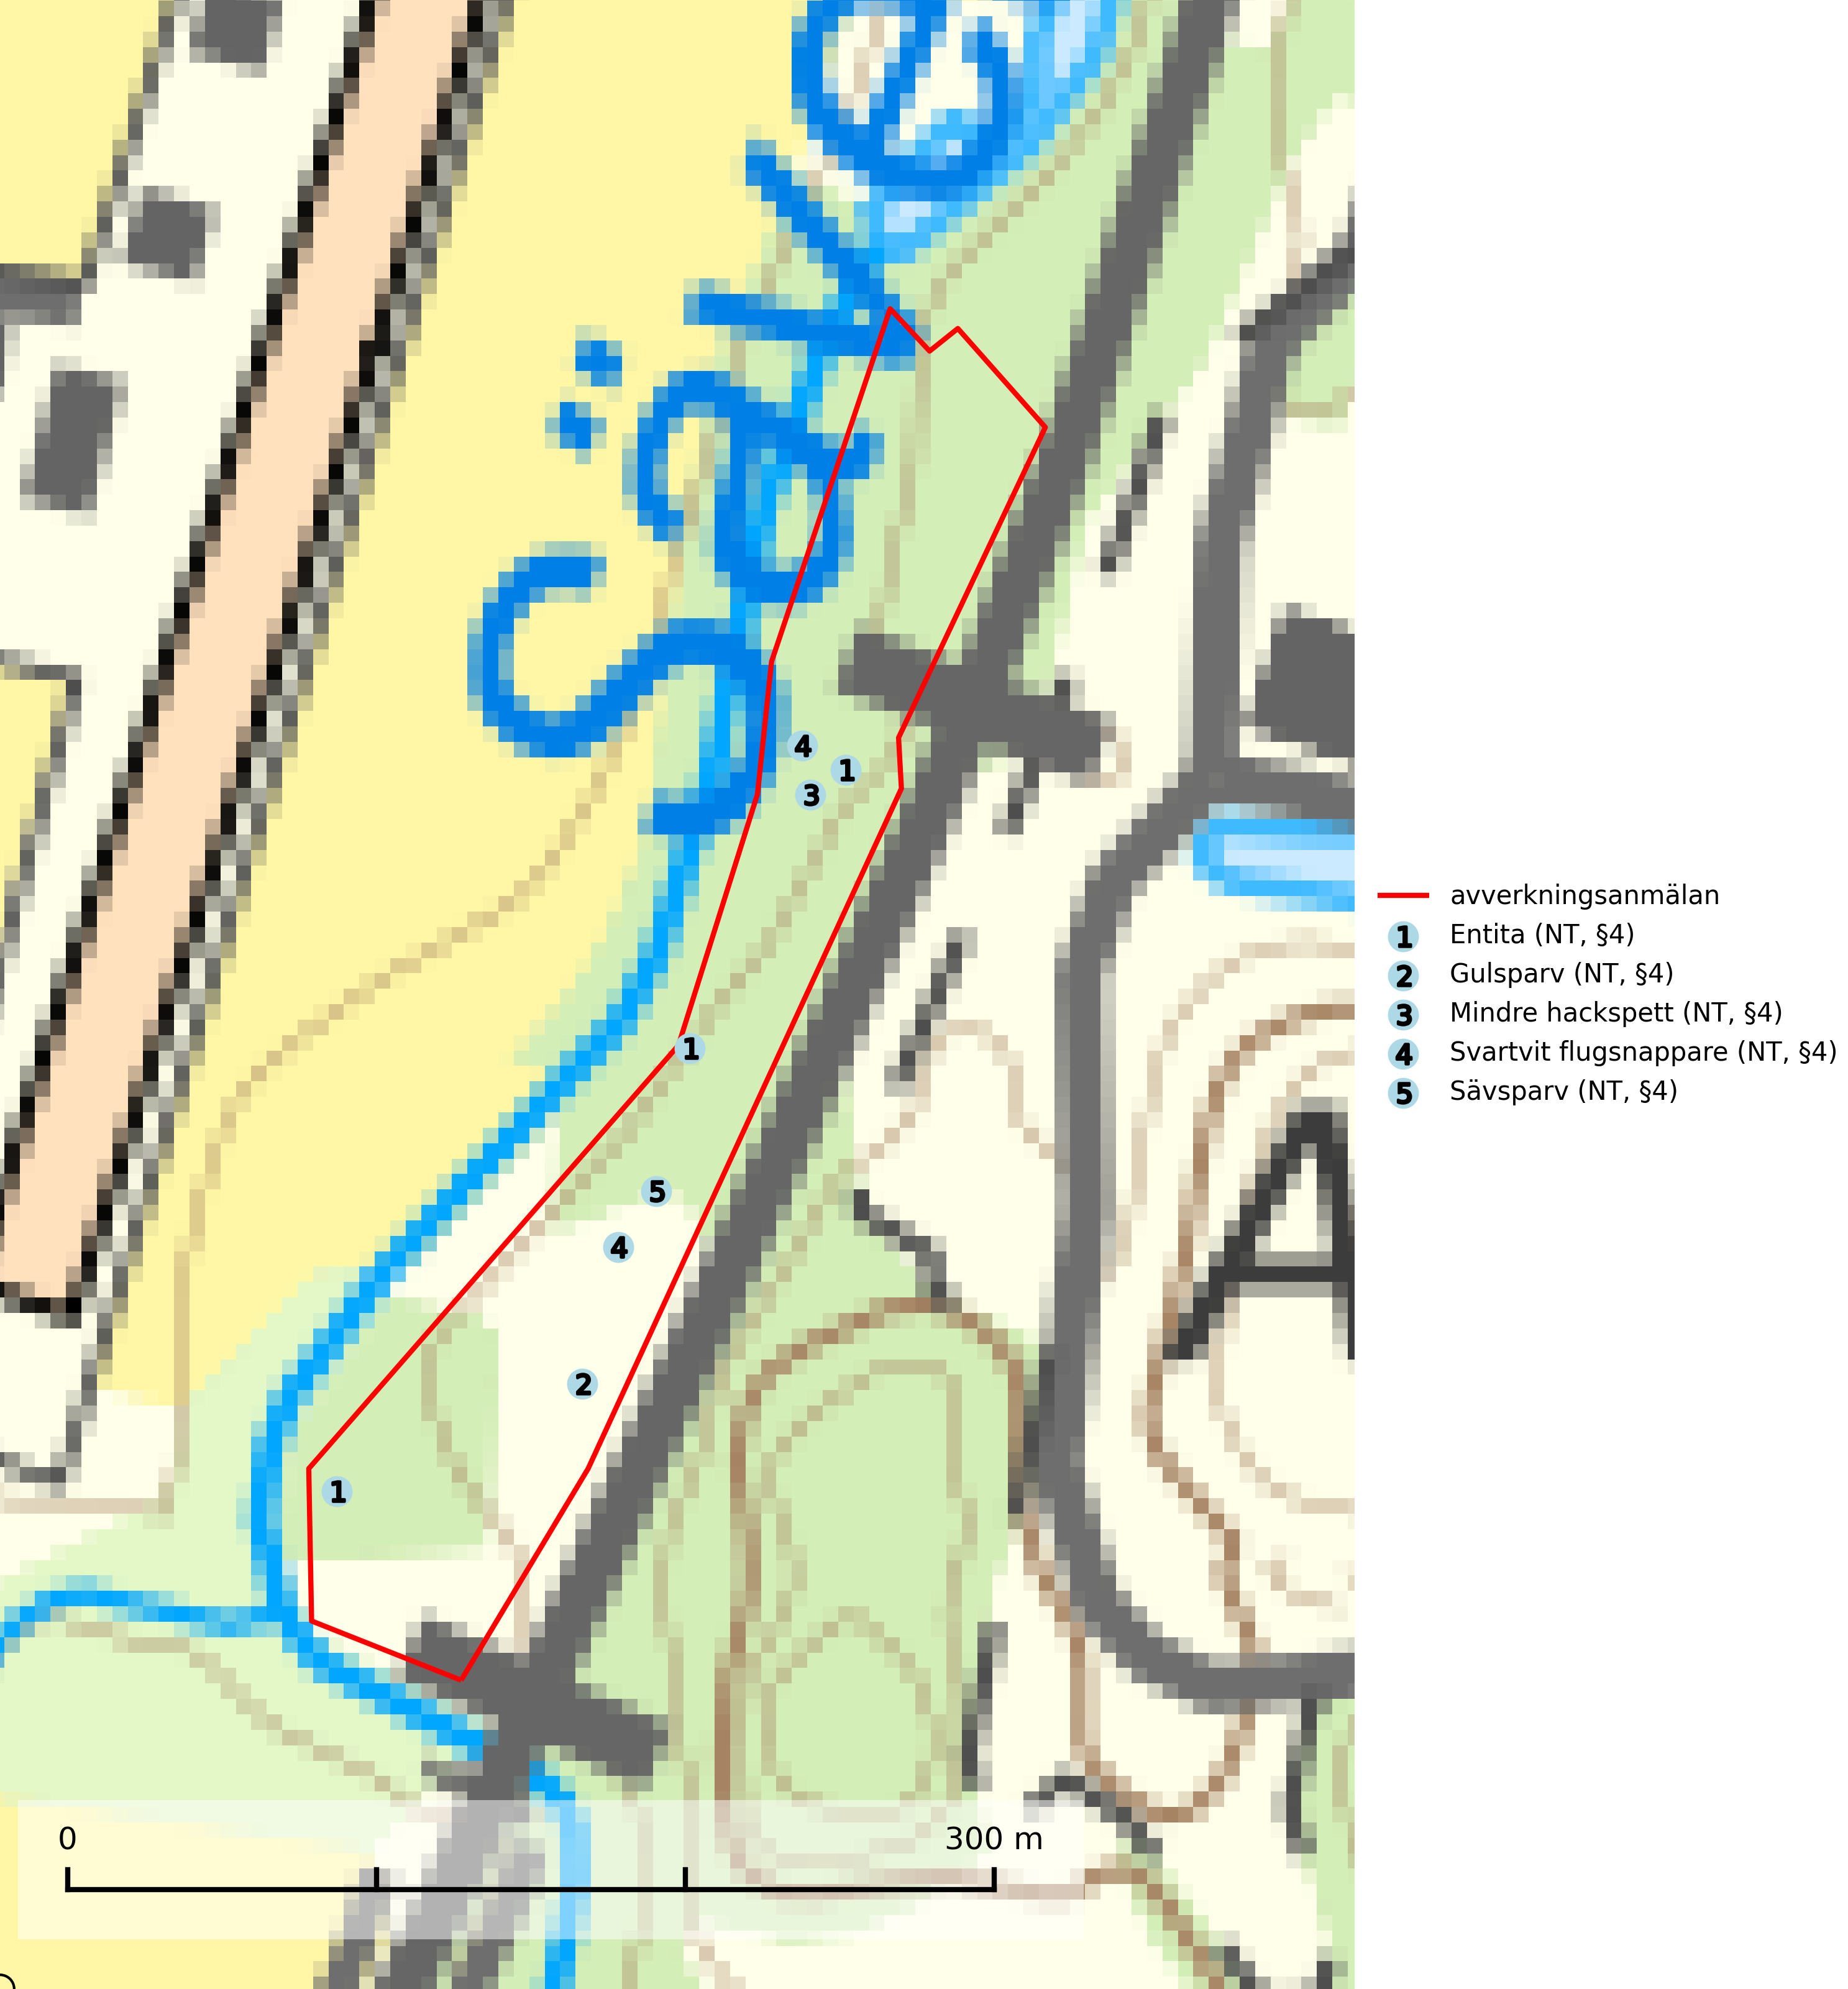 4
1
3
1
5
4
2
1
A
0 300 m
avverkningsanmälan
1 Entita (NT, §4)
2 Gulsparv (NT, §4)
3 Mindre hackspett (NT, §4)
4 Svartvit flugsnappare (NT, §4)
5 Sävsparv (NT, §4)